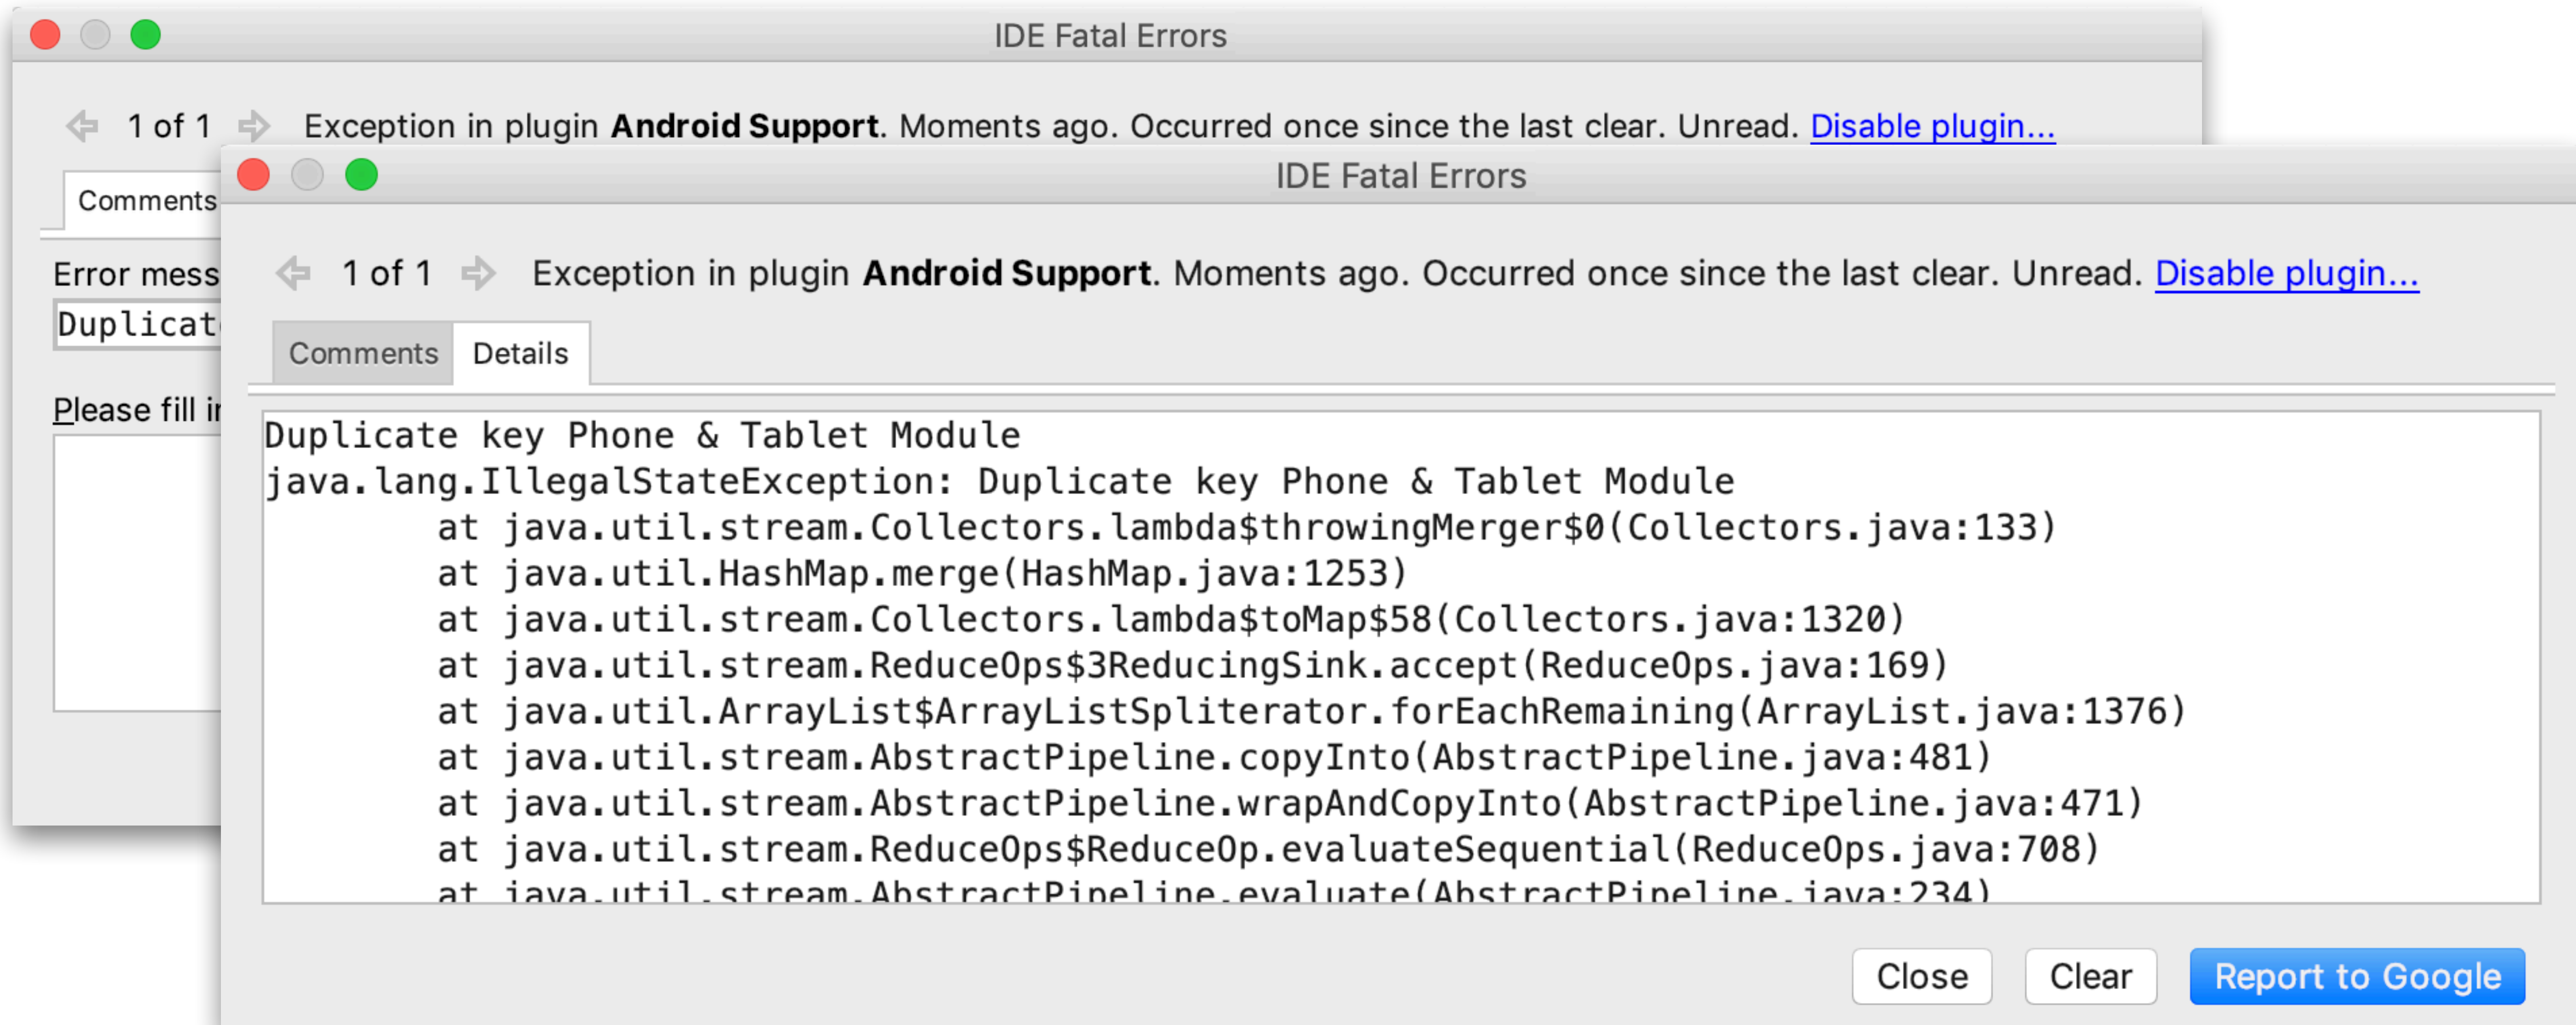 IDE Fatal Errors
1 of 1 Exception in plugin Android Support. Moments ago. Occurred once since the last clear. Unread. Disable plugin...
Comments
Error mess
Duplicat
Please fill i
IDE Fatal Errors
1 of 1 Exception in plugin Android Support. Moments ago. Occurred once since the last clear. Unread. Disable plugin...
Comments Details
Duplicate key Phone & Tablet Module
java.lang.IllegalStateException: Duplicate key Phone & Tablet Module
at java.util.stream.Collectors.lambda$throwingMerger$0(Collectors.java:133)
at java.util.HashMap.merge(HashMap.java:1253)
at java.util.stream.Collectors.lambda$toMap$58(Collectors.java:1320)
at java.util.stream.ReduceOps$3ReducingSink.accept(ReduceOps.java:169)
at java.util.ArrayList$ArrayListSpliterator.forEachRemaining(ArrayList.java:1376)
at java.util.stream.AbstractPipeline.copyInto(AbstractPipeline.java:481)
at java.util.stream.AbstractPipeline.wrapAndCopyInto(AbstractPipeline.java:471)
at java.util.stream.ReduceOps$ReduceOp.evaluateSequential(ReduceOps.java:708)
at java.util.stream.AbstractPipeline.evaluate(AbstractPipeline.java:234)
Close Clear Report to Google